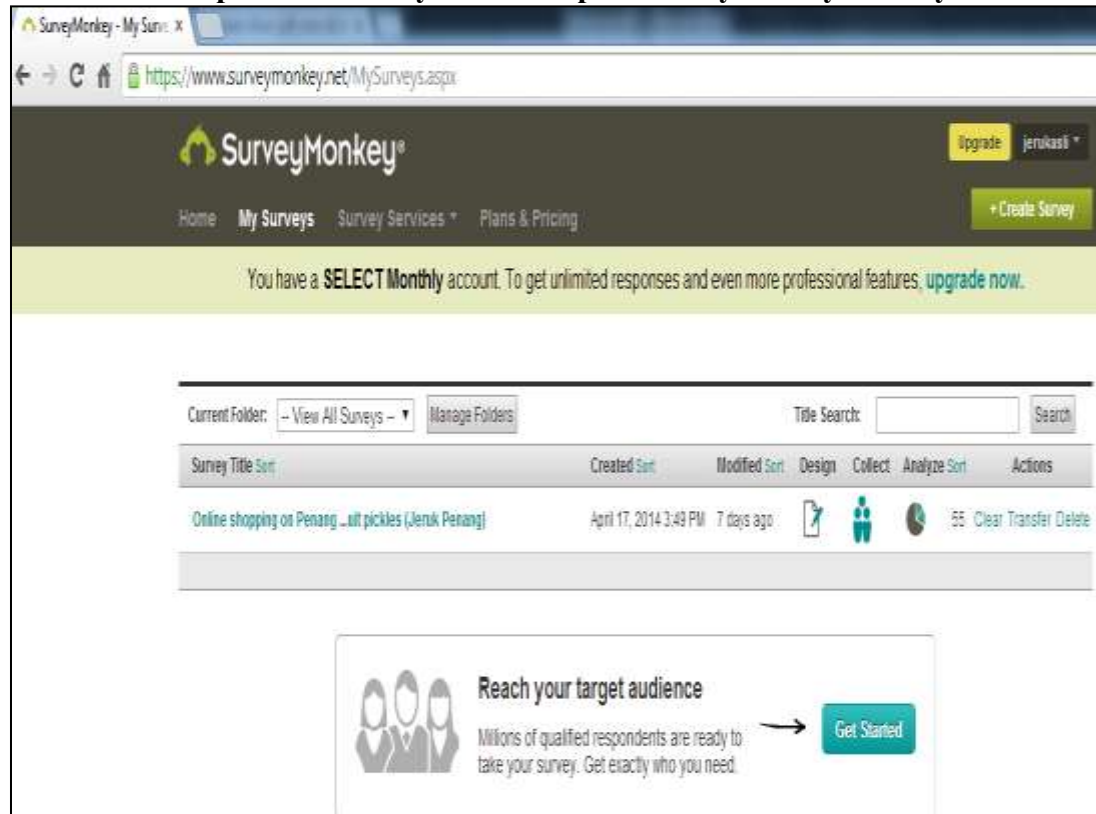 SurveyMonkey - My Surve x
https://www.surveymonkey.net/MySurveys.aspx
SurveyMonkey®
Upgrade jerukasli
Home My Surveys Survey Services Plans & Pricing
+ Create Survey
You have a SELECT Monthly account. To get unlimited responses and even more professional features, upgrade now.
Current Folder: -- View All Surveys -- Manage Folders Title Search: Search
Survey Title Sort Created Sort Modified Sort Design Collect Analyze Sort Actions
Online shopping on Penang ...uit pickles (Jeruk Penang) April 17, 2014 3:49 PM 7 days ago 55 Clear Transfer Delete
Reach your target audience
Millions of qualified respondents are ready to
take your survey. Get exactly who you need.
Get Started